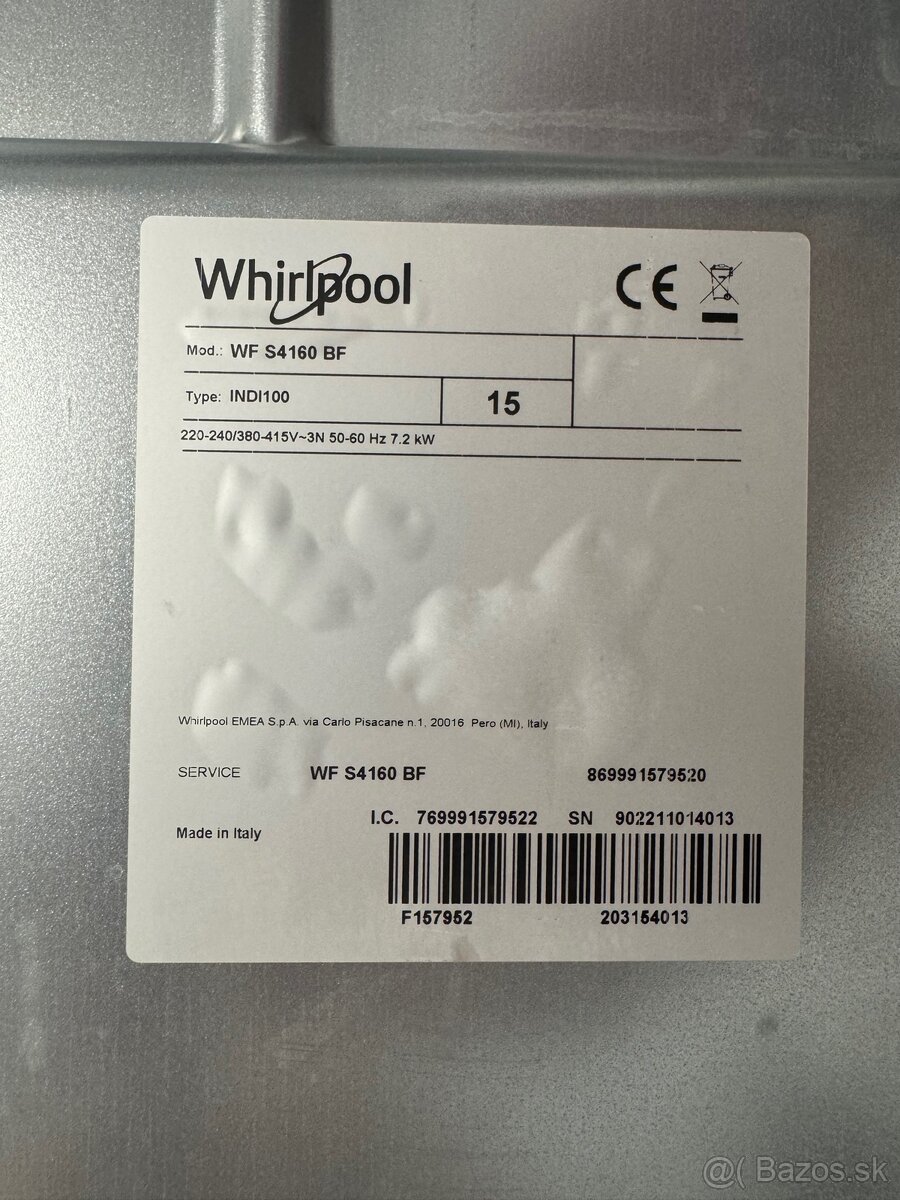 Whirlpool CE
Mod.: WF S4160 BF
Type: INDI100 15
220-240/380-415V~3N 50-60 Hz 7.2 kW
Whirlpool EMEA S.p.A. via Carlo Pisacane n.1, 20016 Pero (MI), Italy
SERVICE WF S4160 BF 869991579520
I.C. 769991579522 SN 902211014013
Made in Italy
F157952 203154013
@( Bazos.sk